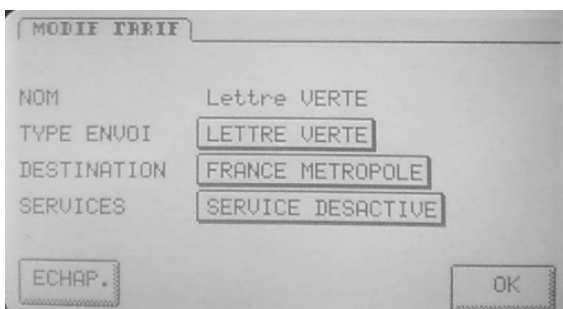 MODIF TARIF
NOM Lettre VERTE
TYPE ENVOI LETTRE VERTE
DESTINATION FRANCE METROPOLE
SERVICES SERVICE DESACTIVE
ECHAP. OK